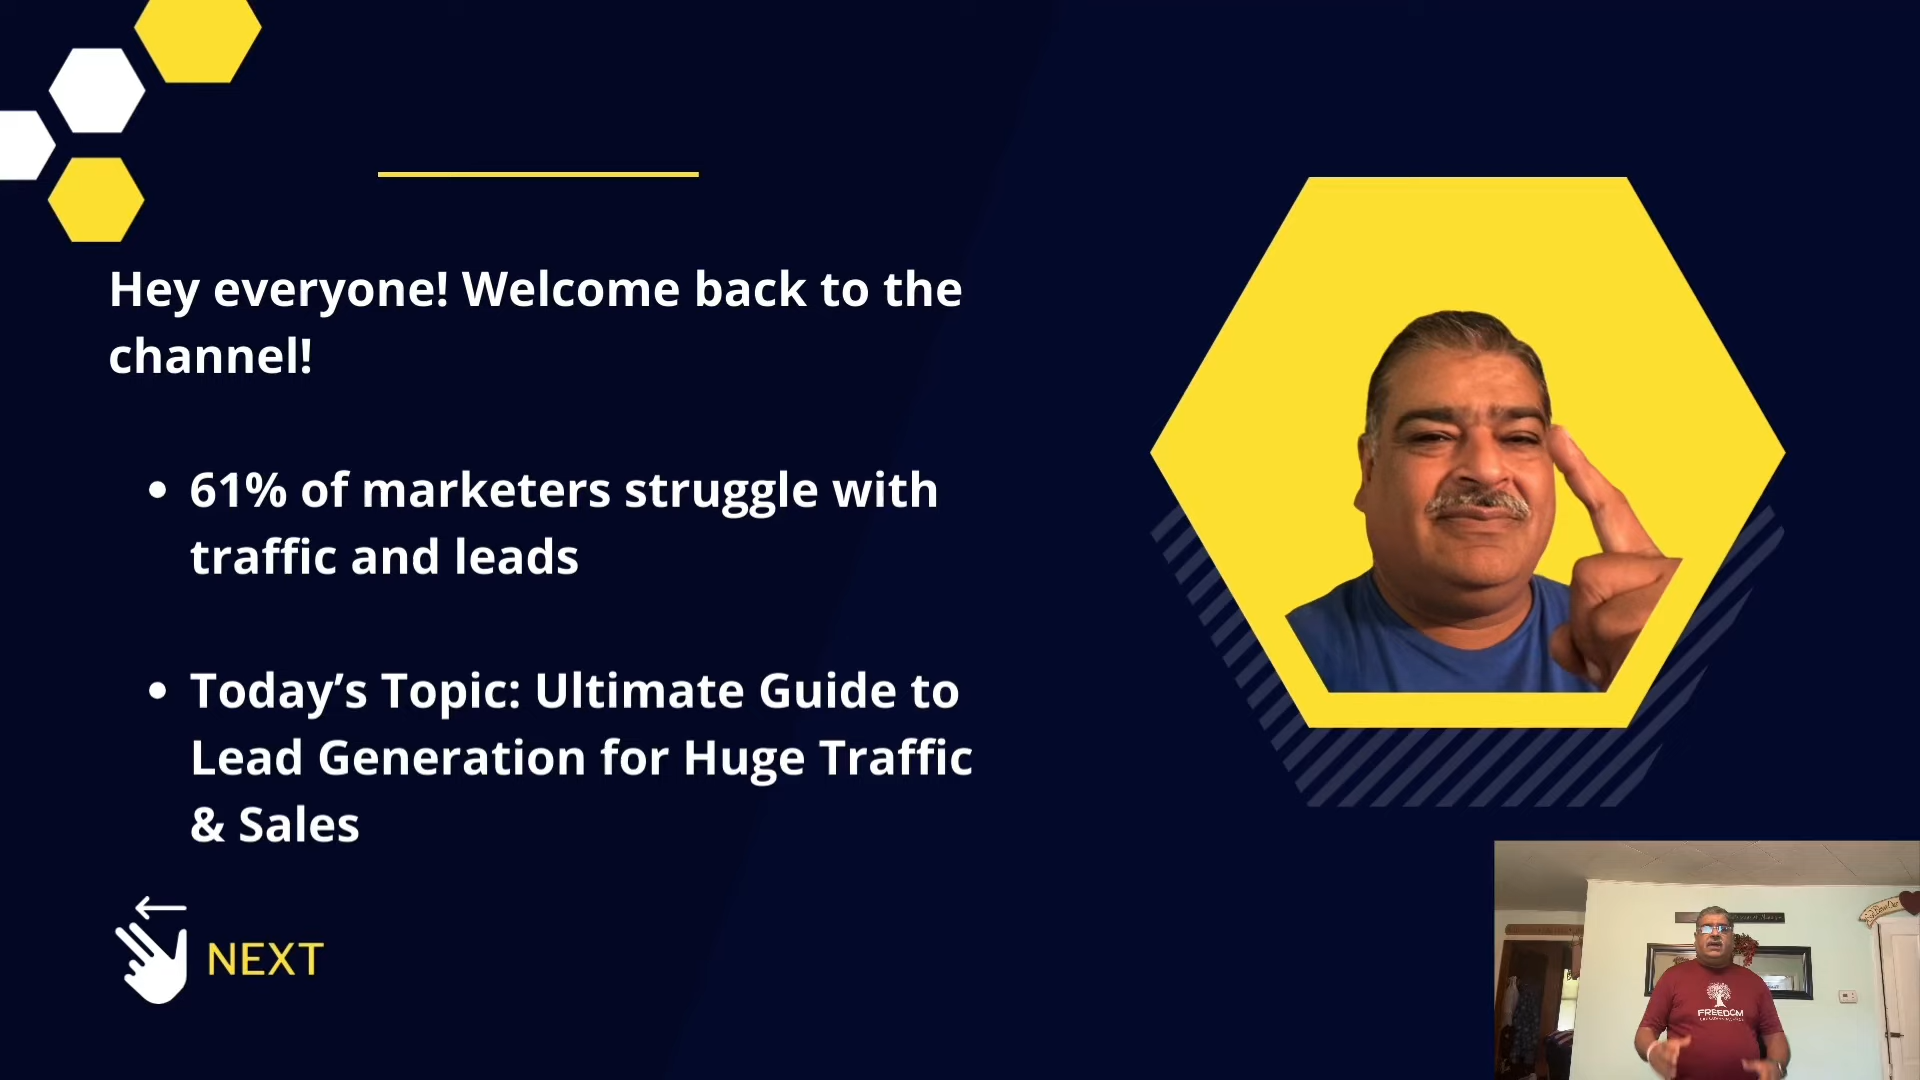 Hey everyone! Welcome back to the
channel!
• 61% of marketers struggle with
traffic and leads
• Today’s Topic: Ultimate Guide to
Lead Generation for Huge Traffic
& Sales
NEXT
FREEDOM